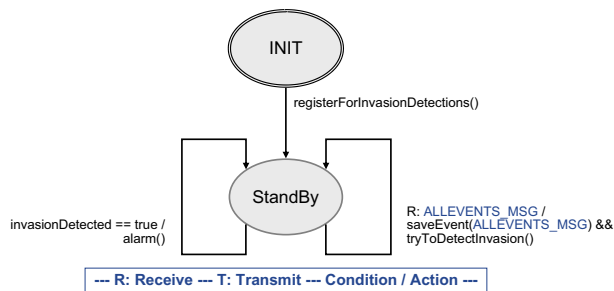 INIT
registerForInvasionDetections()
StandBy
invasionDetected == true /
alarm()
R: ALLEVENTS_MSG /
saveEvent(ALLEVENTS_MSG) &&
tryToDetectInvasion()
--- R: Receive --- T: Transmit --- Condition / Action ---